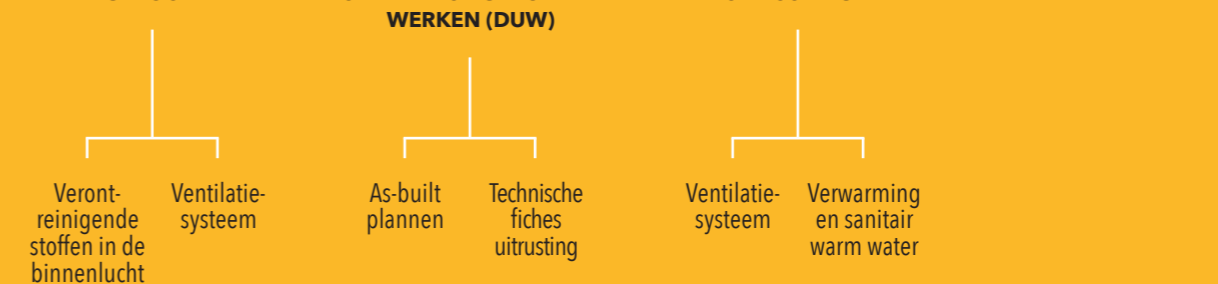 WERKEN (DUW)
Veront-
reinigende
stoffen in de
binnenlucht
Ventilatie-
systeem
As-built
plannen
Technische
fiches
uitrusting
Ventilatie-
systeem
Verwarming
en sanitair
warm water